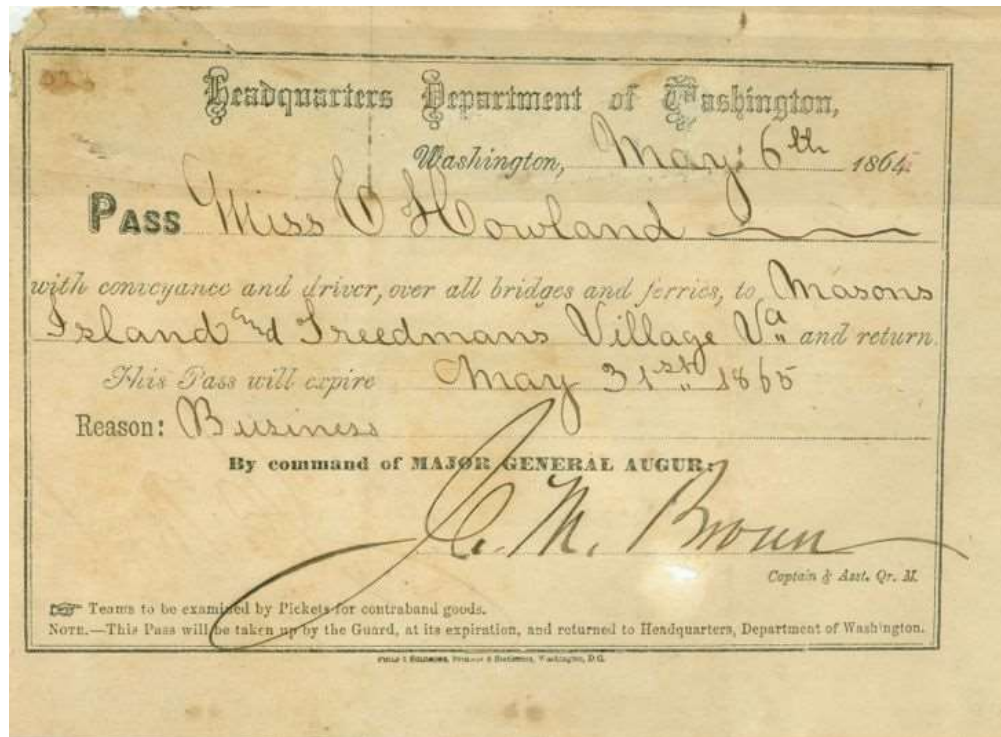 Headquarters Department of Washington,
Washington, May: 6th 1865
PASS Miss E Howland
with conveyance and driver, over all bridges and ferries, to Masons
Island and Freedmans Village Va and return.
This Pass will expire May 31st 1865
Reason: Business
By command of MAJOR GENERAL AUGUR:
C. M. Brown
Captain & Asst. Qr. M.
☞ Teams to be examined by Pickets for contraband goods.
NOTE.—This Pass will be taken up by the Guard, at its expiration, and returned to Headquarters, Department of Washington.
Washington, D.C.